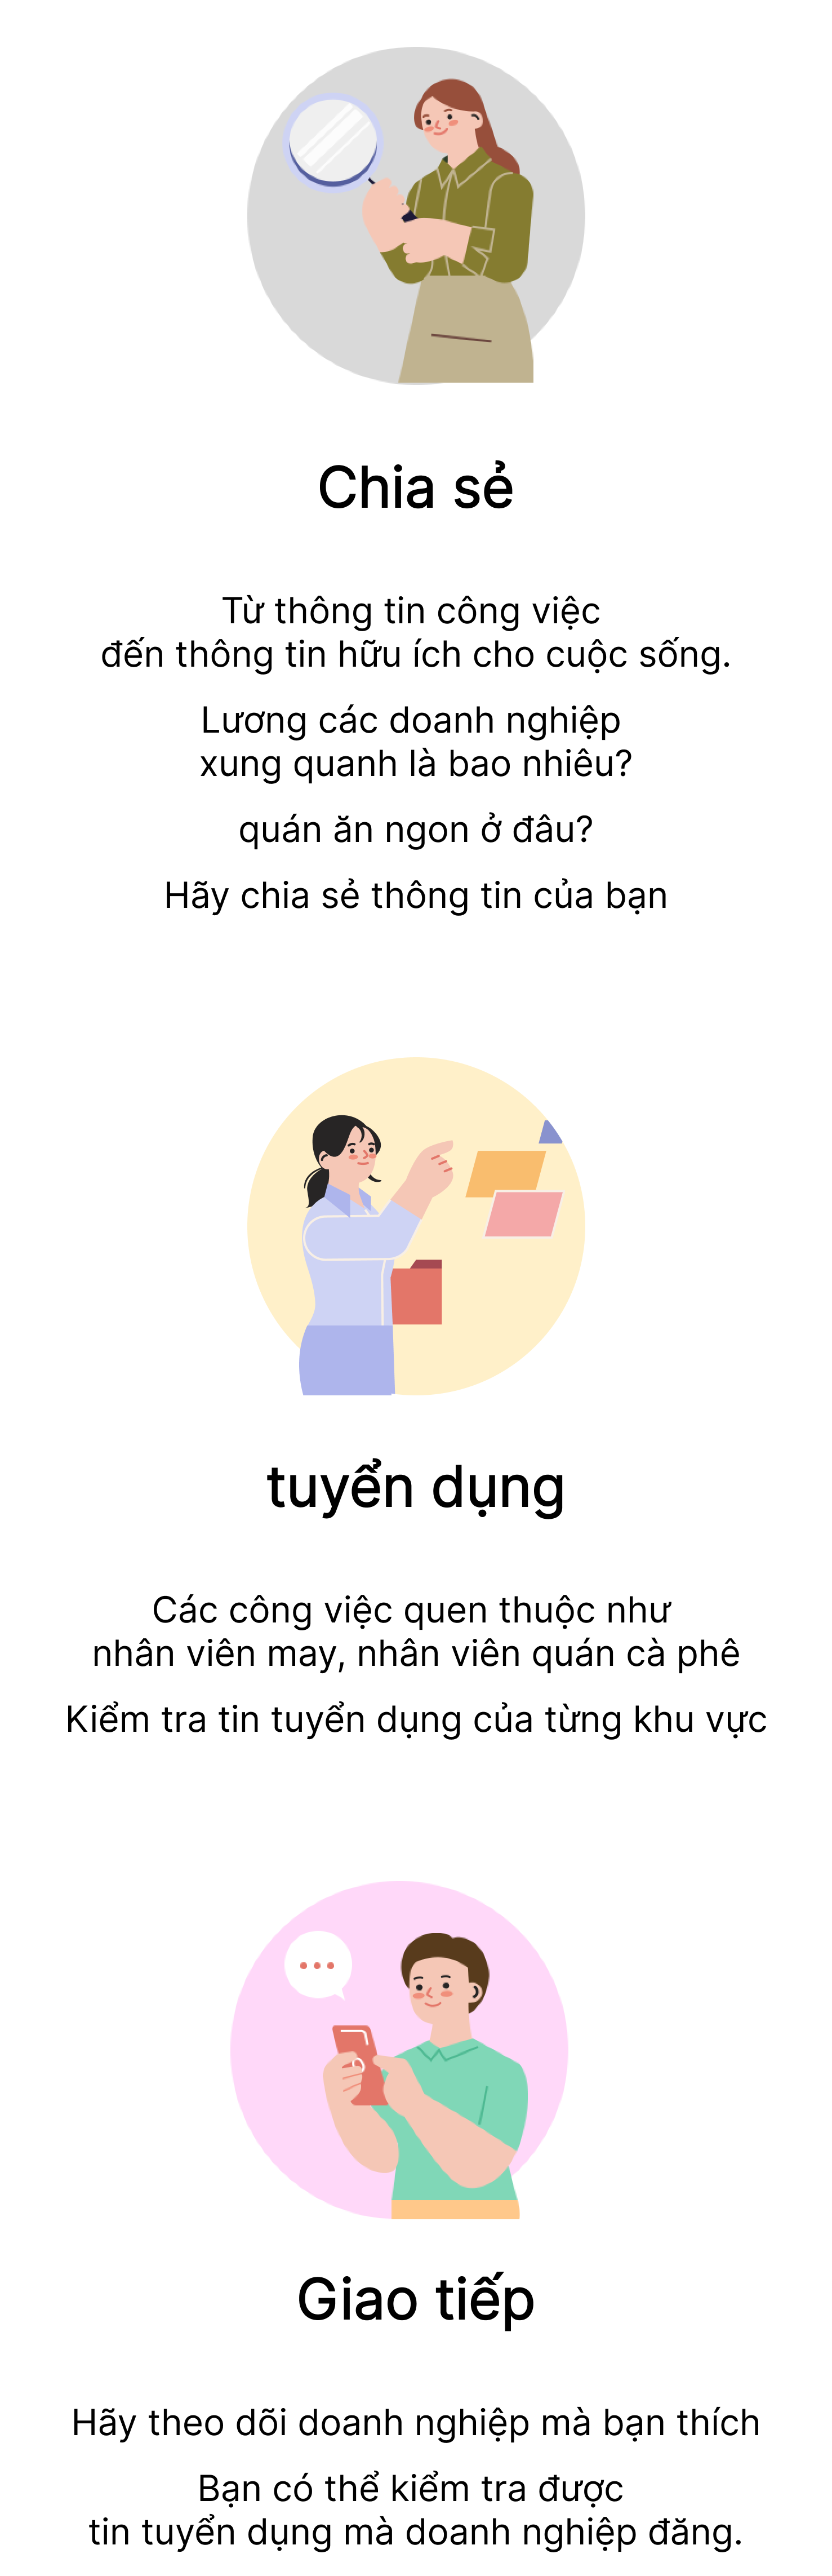 Chia sẻ
Từ thông tin công việc
đến thông tin hữu ích cho cuộc sống.
Lương các doanh nghiệp
xung quanh là bao nhiêu?
quán ăn ngon ở đâu?
Hãy chia sẻ thông tin của bạn
tuyển dụng
Các công việc quen thuộc như
nhân viên may, nhân viên quán cà phê
Kiểm tra tin tuyển dụng của từng khu vực
Giao tiếp
Hãy theo dõi doanh nghiệp mà bạn thích
Bạn có thể kiểm tra được
tin tuyển dụng mà doanh nghiệp đăng.